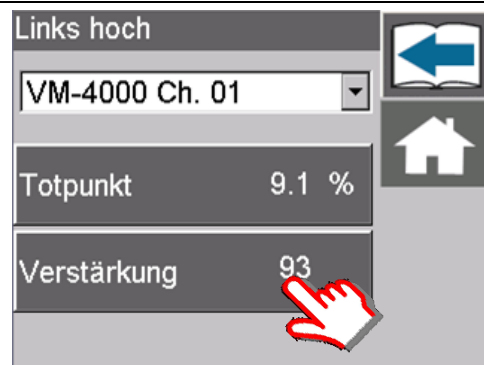 Links hoch
VM-4000 Ch. 01
Totpunkt 9.1 %
Verstärkung 93